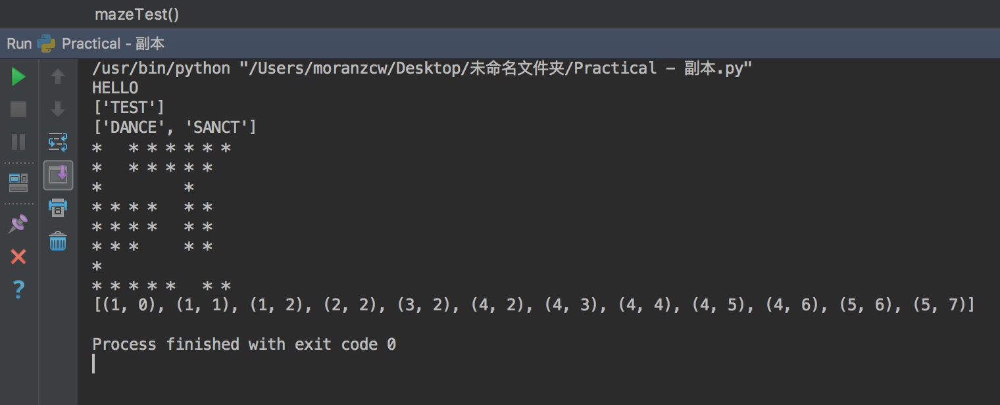 mazeTest()
Run Practical - 副本
/usr/bin/python "/Users/moranzcw/Desktop/未命名文件夹/Practical - 副本.py"
HELLO
['TEST']
['DANCE', 'SANCT']
*   * * * * * *
*   * * * * *
*         *
* * * *   * *
* * * *   * *
* * *     * *
*
* * * * *   * *
[(1, 0), (1, 1), (1, 2), (2, 2), (3, 2), (4, 2), (4, 3), (4, 4), (4, 5), (4, 6), (5, 6), (5, 7)]
Process finished with exit code 0
?